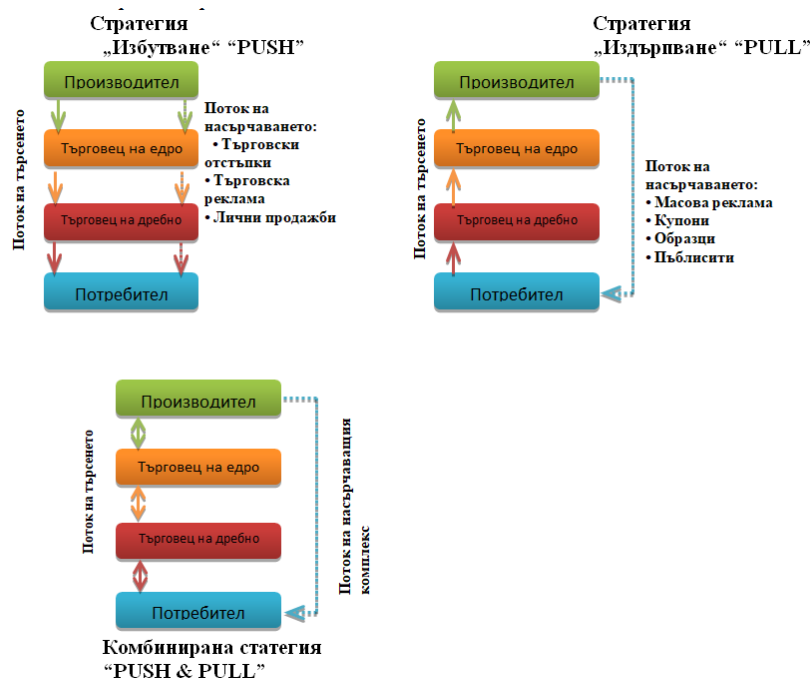 Стратегия
„Избутване“ “PUSH”
Производител
Търговец на едро
Търговец на дребно
Потребител
Поток на търсенето
Поток на
насърчаването:
• Търговски
отстъпки
• Търговска
реклама
• Лични продажби
Стратегия
„Издърпване“ “PULL”
Производител
Търговец на едро
Търговец на дребно
Потребител
Поток на търсенето
Поток на
насърчаването:
• Масова реклама
• Купони
• Образци
• Пъблисити
Производител
Търговец на едро
Търговец на дребно
Потребител
Поток на търсенето
Поток на насърчаващия
комплекс
Комбинирана статегия
“PUSH & PULL”